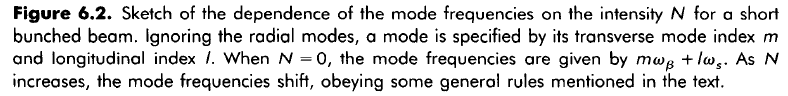 Figure 6.2. Sketch of the dependence of the mode frequencies on the intensity N for a short
bunched beam. Ignoring the radial modes, a mode is specified by its transverse mode index m
and longitudinal index l. When N = 0, the mode frequencies are given by mωβ + lωs. As N
increases, the mode frequencies shift, obeying some general rules mentioned in the text.